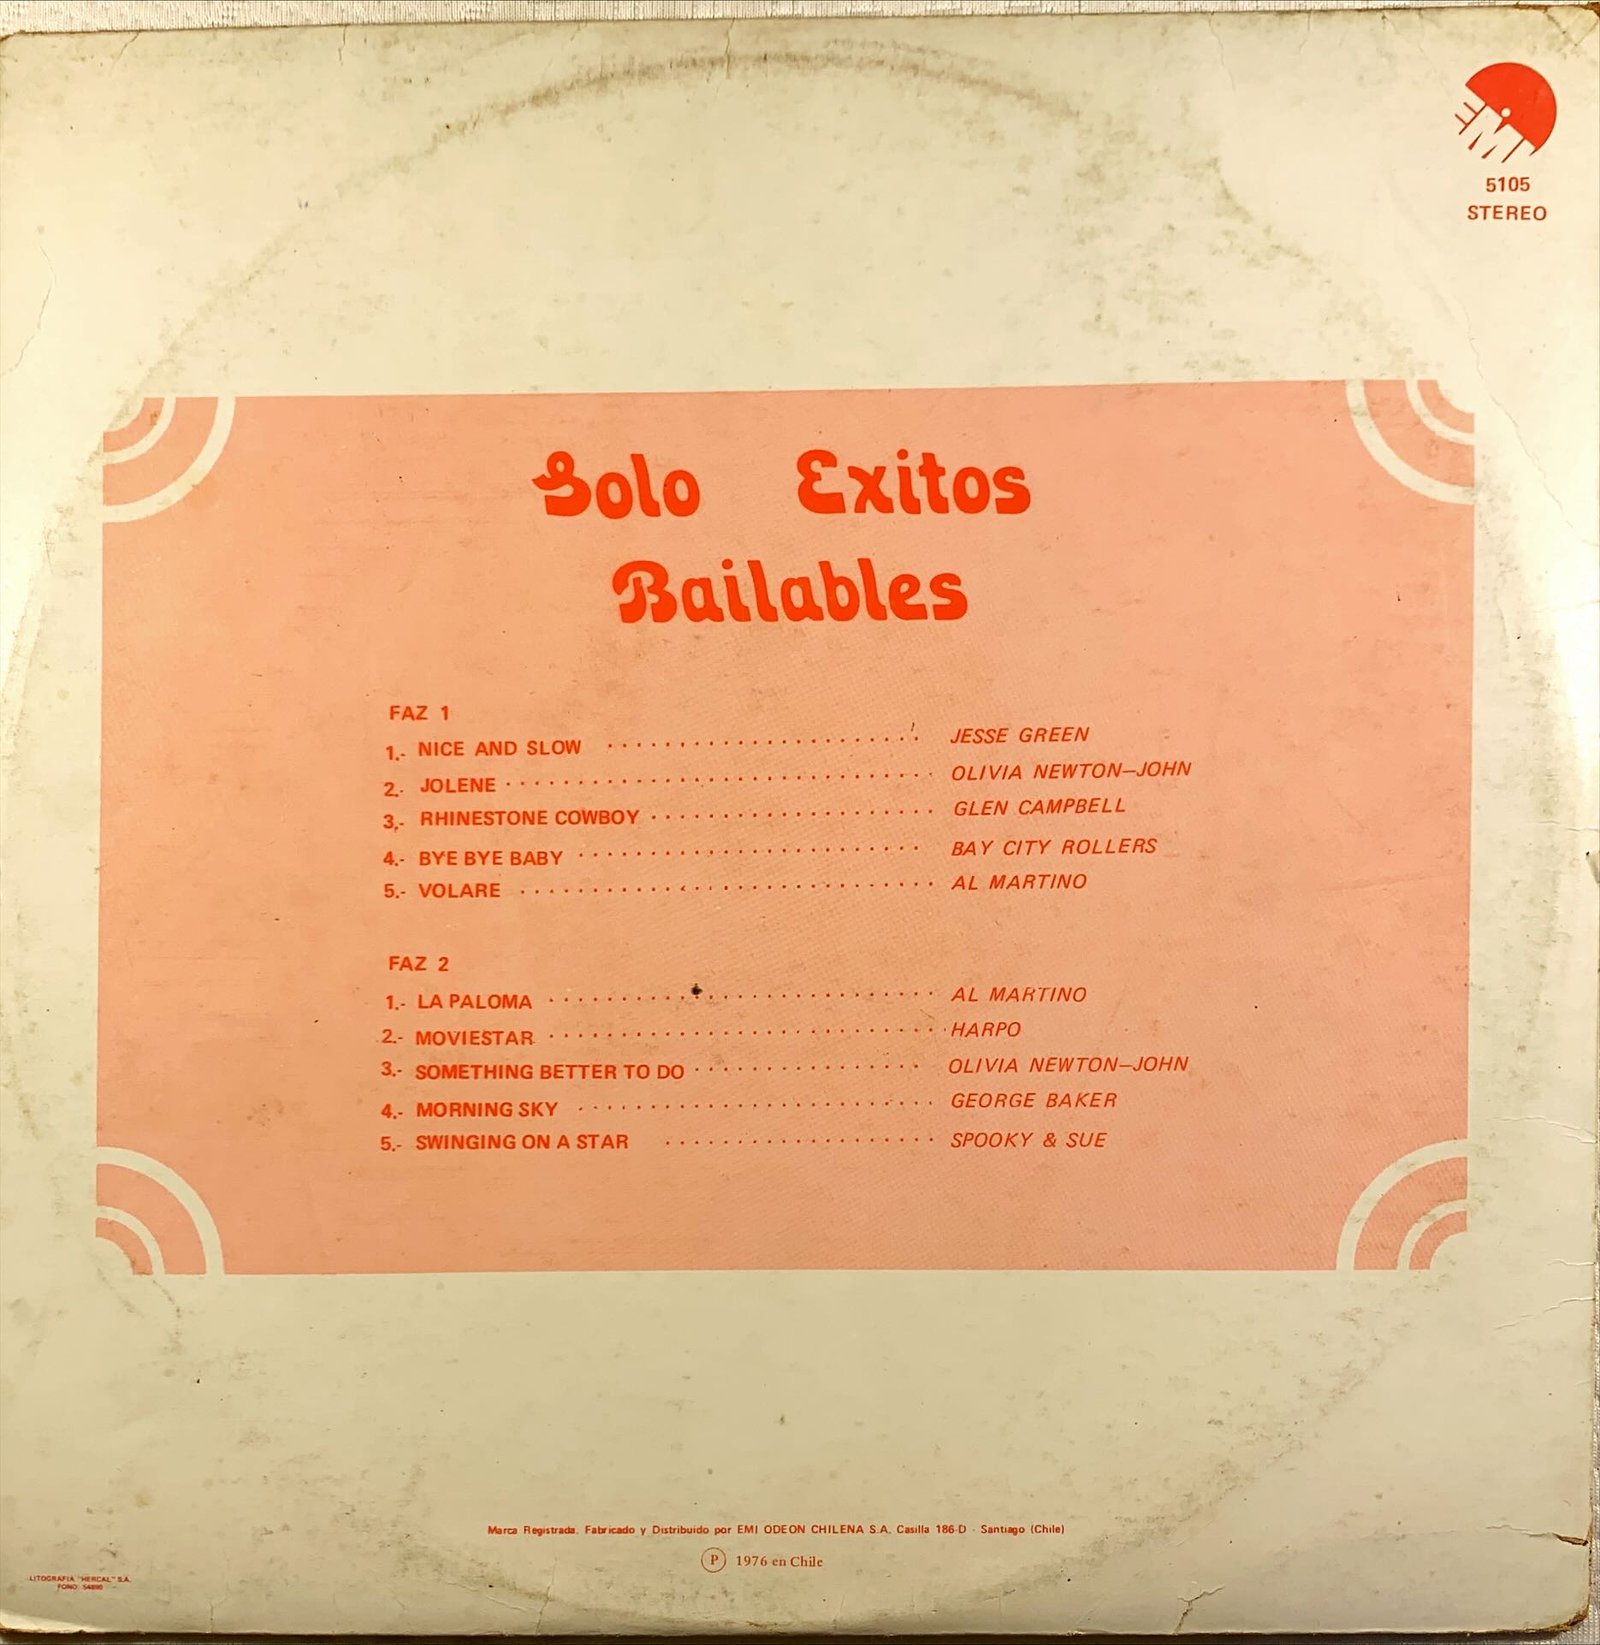 5105
STEREO
Solo Exitos
Bailables
FAZ 1
1.- NICE AND SLOW ........................ JESSE GREEN
2.- JOLENE .................................... OLIVIA NEWTON–JOHN
3.- RHINESTONE COWBOY .................... GLEN CAMPBELL
4.- BYE BYE BABY ........................ BAY CITY ROLLERS
5.- VOLARE .............................. AL MARTINO
FAZ 2
1.- LA PALOMA ........................... AL MARTINO
2.- MOVIESTAR ........................... HARPO
3.- SOMETHING BETTER TO DO ................ OLIVIA NEWTON–JOHN
4.- MORNING SKY ......................... GEORGE BAKER
5.- SWINGING ON A STAR ................... SPOOKY & SUE
Marca Registrada. Fabricado y Distribuido por EMI ODEON CHILENA S.A. Casilla 186-D - Santiago (Chile)
Ⓟ 1976 en Chile
LITOGRAFIA "HERCAL" S.A.
FONO 54890